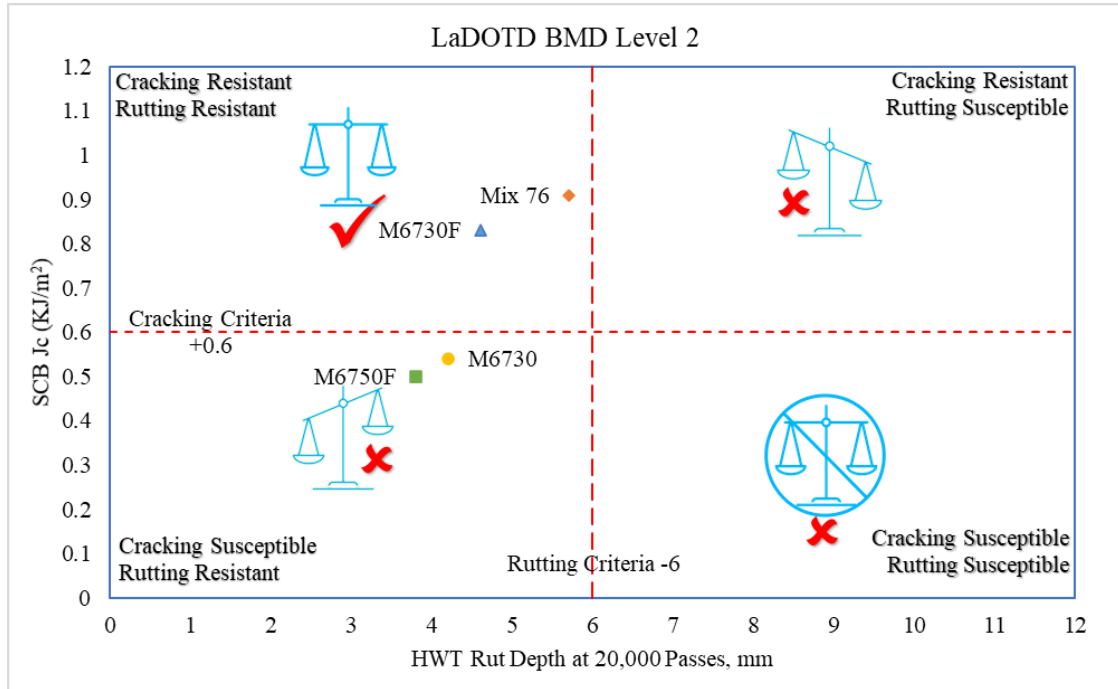 LaDOTD BMD Level 2
Cracking Resistant
Rutting Resistant
Cracking Resistant
Rutting Susceptible
Mix 76
M6730F
Cracking Criteria
+0.6
M6730
M6750F
Cracking Susceptible
Rutting Resistant
Rutting Criteria -6
Cracking Susceptible
Rutting Susceptible
SCB Jc (KJ/m²)
1.2
1.1
1
0.9
0.8
0.7
0.6
0.5
0.4
0.3
0.2
0.1
0
0 1 2 3 4 5 6 7 8 9 10 11 12
HWT Rut Depth at 20,000 Passes, mm